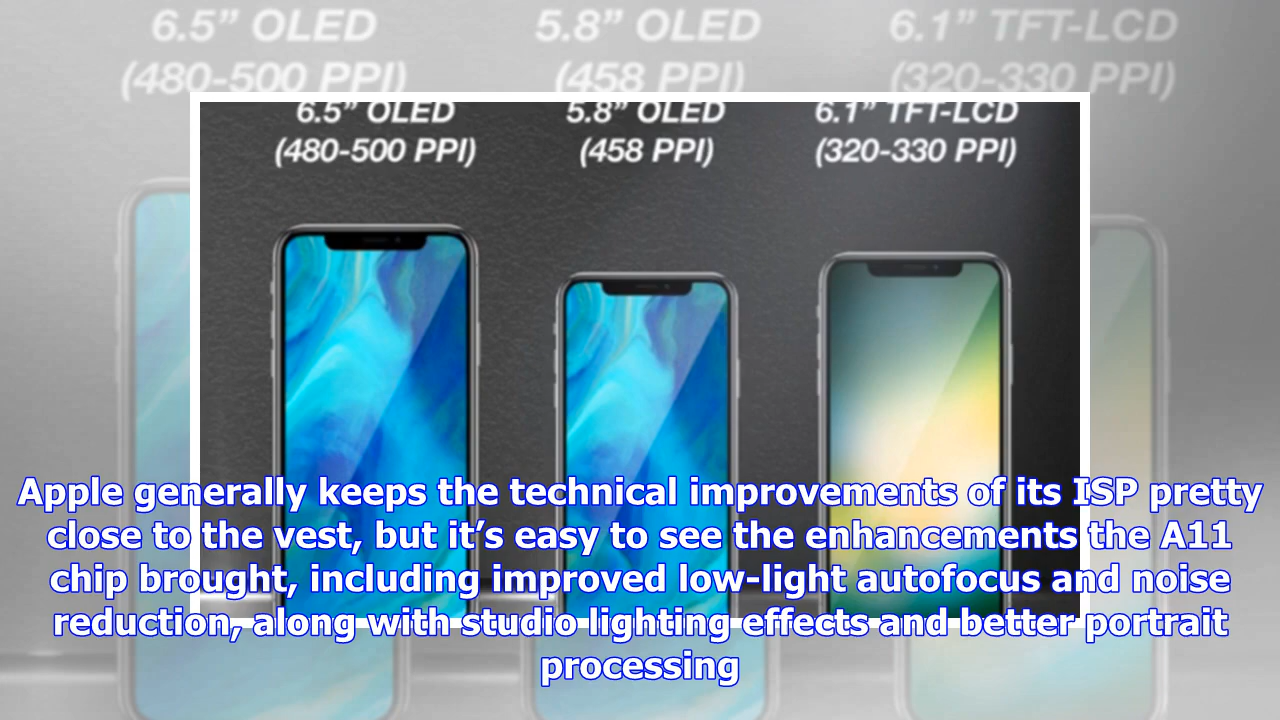 6.5” OLED 5.8” OLED 6.1” TFT-LCD
(480-500 PPI) (458 PPI) (320-330 PPI)
6.5” OLED 5.8” OLED 6.1” TFT-LCD
(480-500 PPI) (458 PPI) (320-330 PPI)
Apple generally keeps the technical improvements of its ISP pretty
close to the vest, but it’s easy to see the enhancements the A11
chip brought, including improved low-light autofocus and noise
reduction, along with studio lighting effects and better portrait
processing